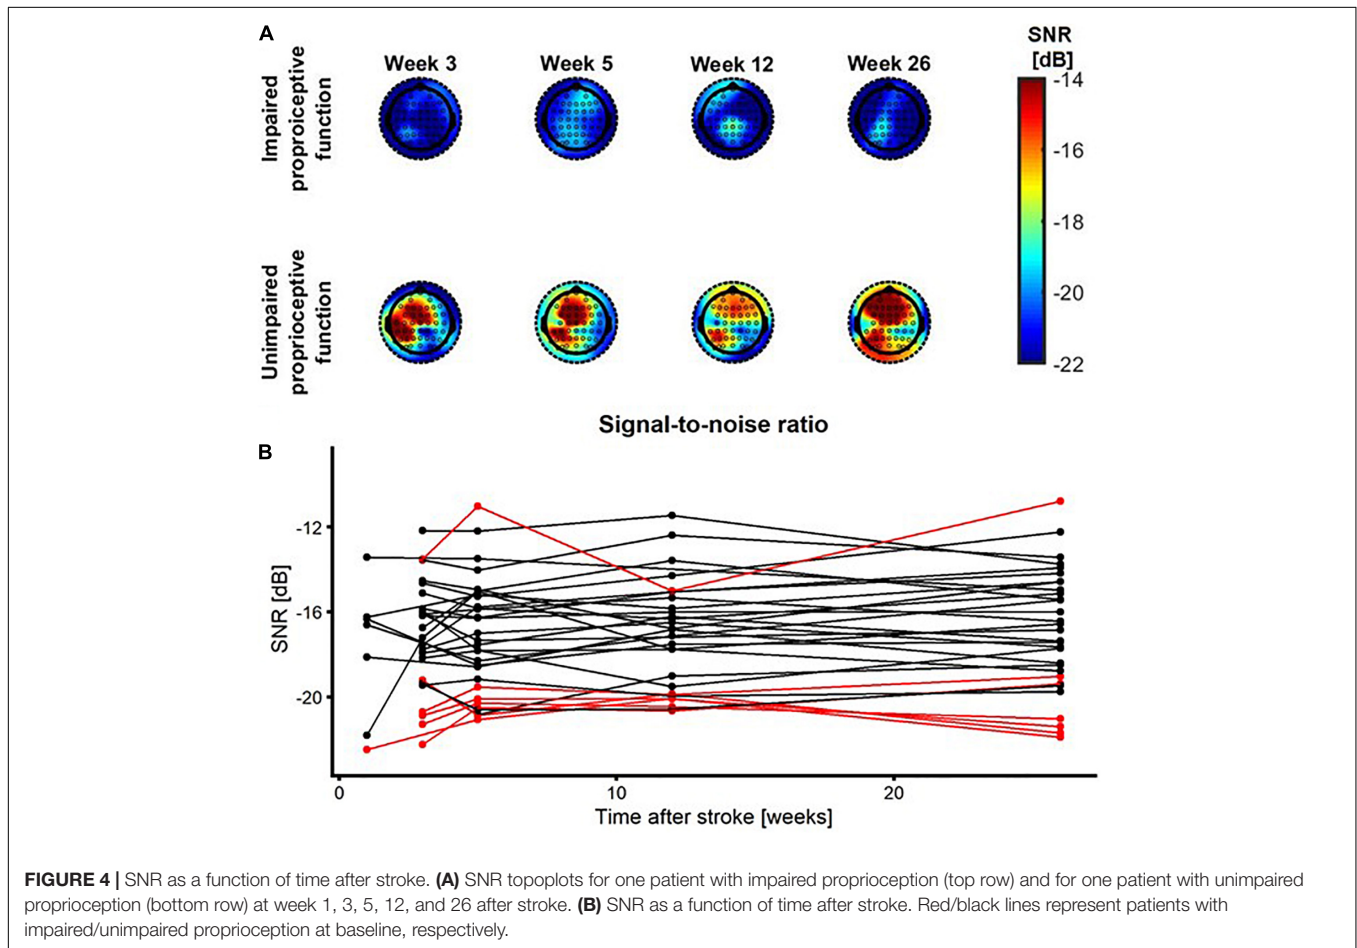 A
Week 3 Week 5 Week 12 Week 26
SNR
[dB]
Impaired
proproiceptive
function
-14
-16
-18
-20
-22
Unimpaired
proprioceptive
function
Signal-to-noise ratio
B
SNR [dB]
-12
-16
-20
0 10 20
Time after stroke [weeks]
FIGURE 4 | SNR as a function of time after stroke. (A) SNR topoplots for one patient with impaired proprioception (top row) and for one patient with unimpaired
proprioception (bottom row) at week 1, 3, 5, 12, and 26 after stroke. (B) SNR as a function of time after stroke. Red/black lines represent patients with
impaired/unimpaired proprioception at baseline, respectively.